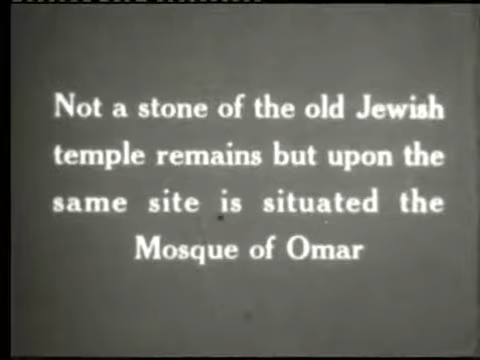 Not a stone of the old Jewish
temple remains but upon the
same site is situated the
Mosque of Omar